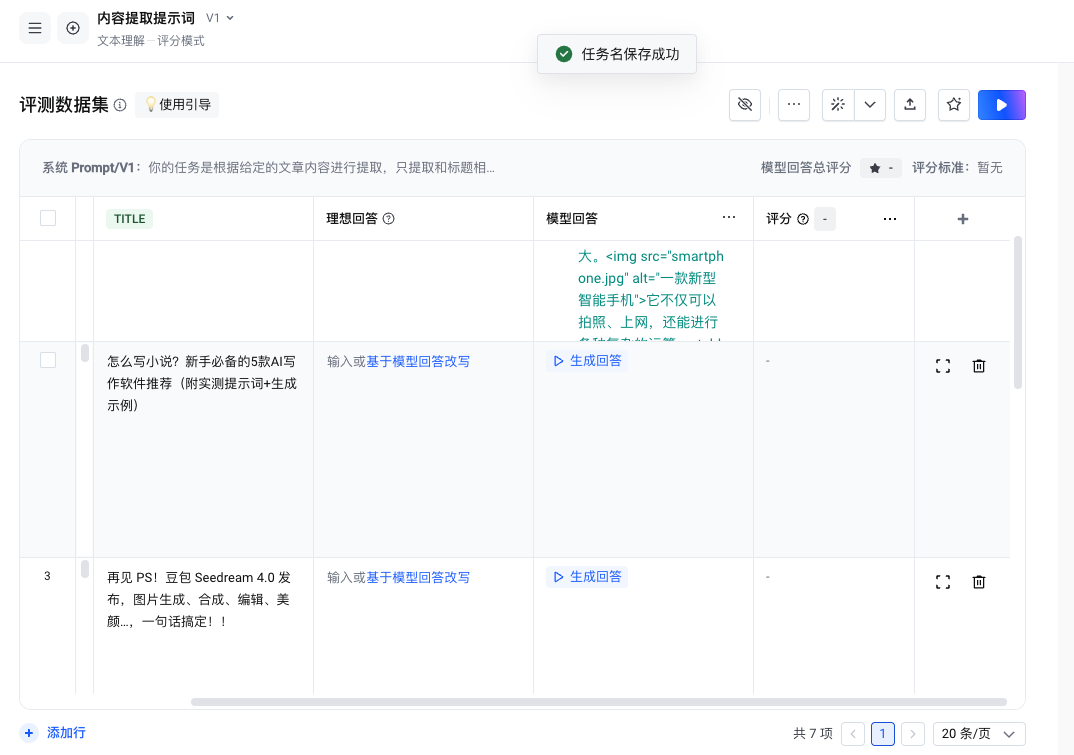 内容提取提示词 V1
文本理解 – 评分模式
任务名保存成功
评测数据集 使用引导
系统 Prompt/V1： 你的任务是根据给定的文章内容进行提取，只提取和标题相...
模型回答总评分 ★ - 评分标准： 暂无
TITLE 理想回答 模型回答 ... 评分 - ... +
大。<img src="smartph
one.jpg" alt="一款新型
智能手机">它不仅可以
拍照、上网，还能进行
怎么写小说？新手必备的5款AI写
作软件推荐（附实测提示词+生成
示例）
输入或基于模型回答改写
生成回答
-
3
再见 PS！豆包 Seedream 4.0 发
布，图片生成、合成、编辑、美
颜...，一句话搞定！！
输入或基于模型回答改写
生成回答
-
+ 添加行
共 7 项 < 1 > 20 条/页